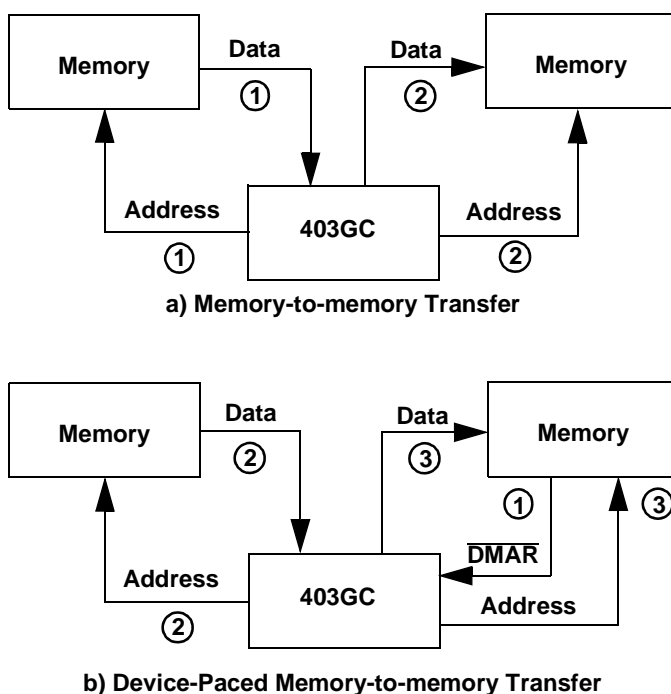 Memory
Data
①
Data
②
Memory
Address
①
403GC
Address
②
a) Memory-to-memory Transfer
Memory
Data
②
Data
③
Memory
①
③
DMAR
Address
②
403GC
Address
b) Device-Paced Memory-to-memory Transfer